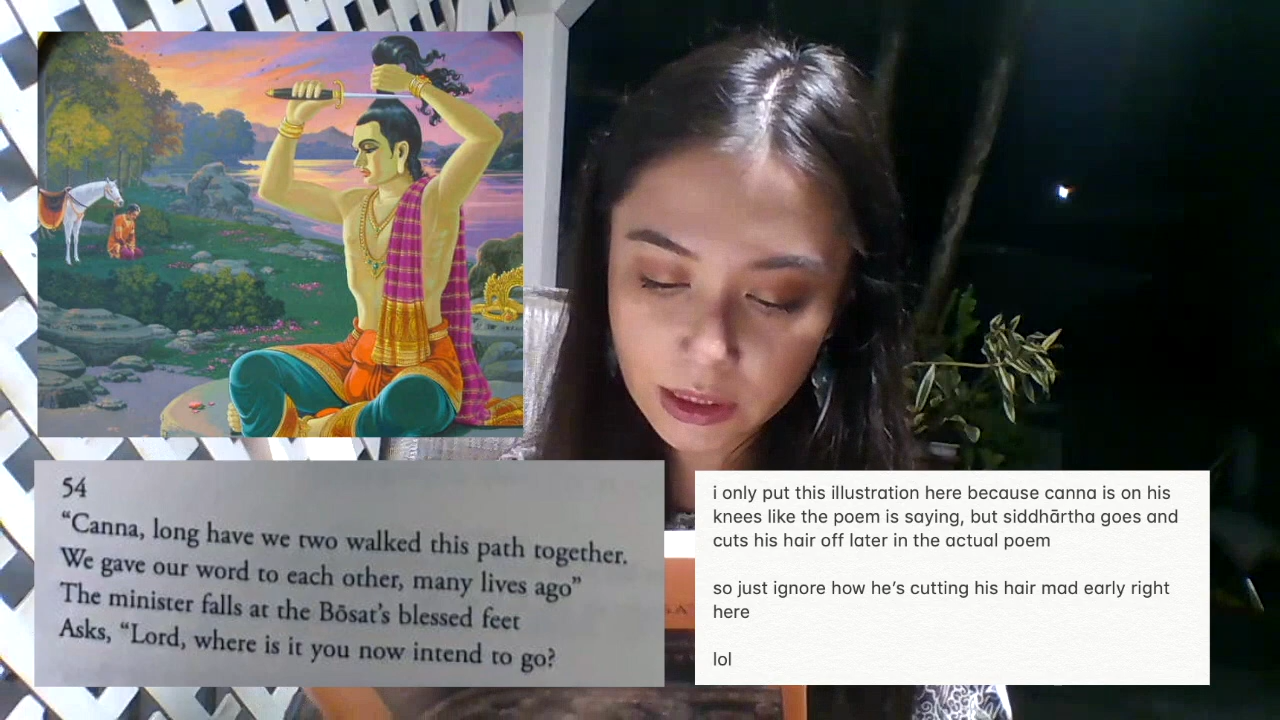 54
“Canna, long have we two walked this path together.
We gave our word to each other, many lives ago”
The minister falls at the Bōsat’s blessed feet
Asks, “Lord, where is it you now intend to go?
i only put this illustration here because canna is on his
knees like the poem is saying, but siddhārtha goes and
cuts his hair off later in the actual poem
so just ignore how he’s cutting his hair mad early right
here
lol